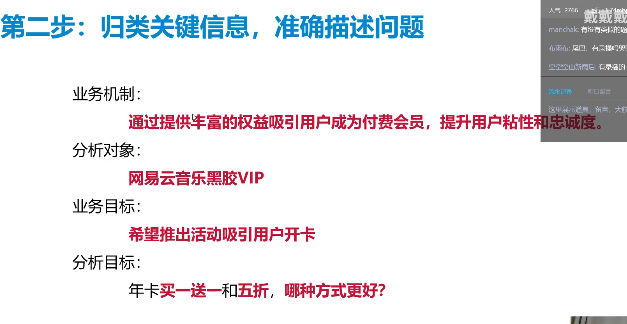 第二步：归类关键信息，准确描述问题
业务机制：
通过提供丰富的权益吸引用户成为付费会员，提升用户粘性和忠诚度。
分析对象：
网易云音乐黑胶VIP
业务目标：
希望推出活动吸引用户开卡
分析目标：
年卡买一送一和五折，哪种方式更好？
人气
戴戴戴
manchak: